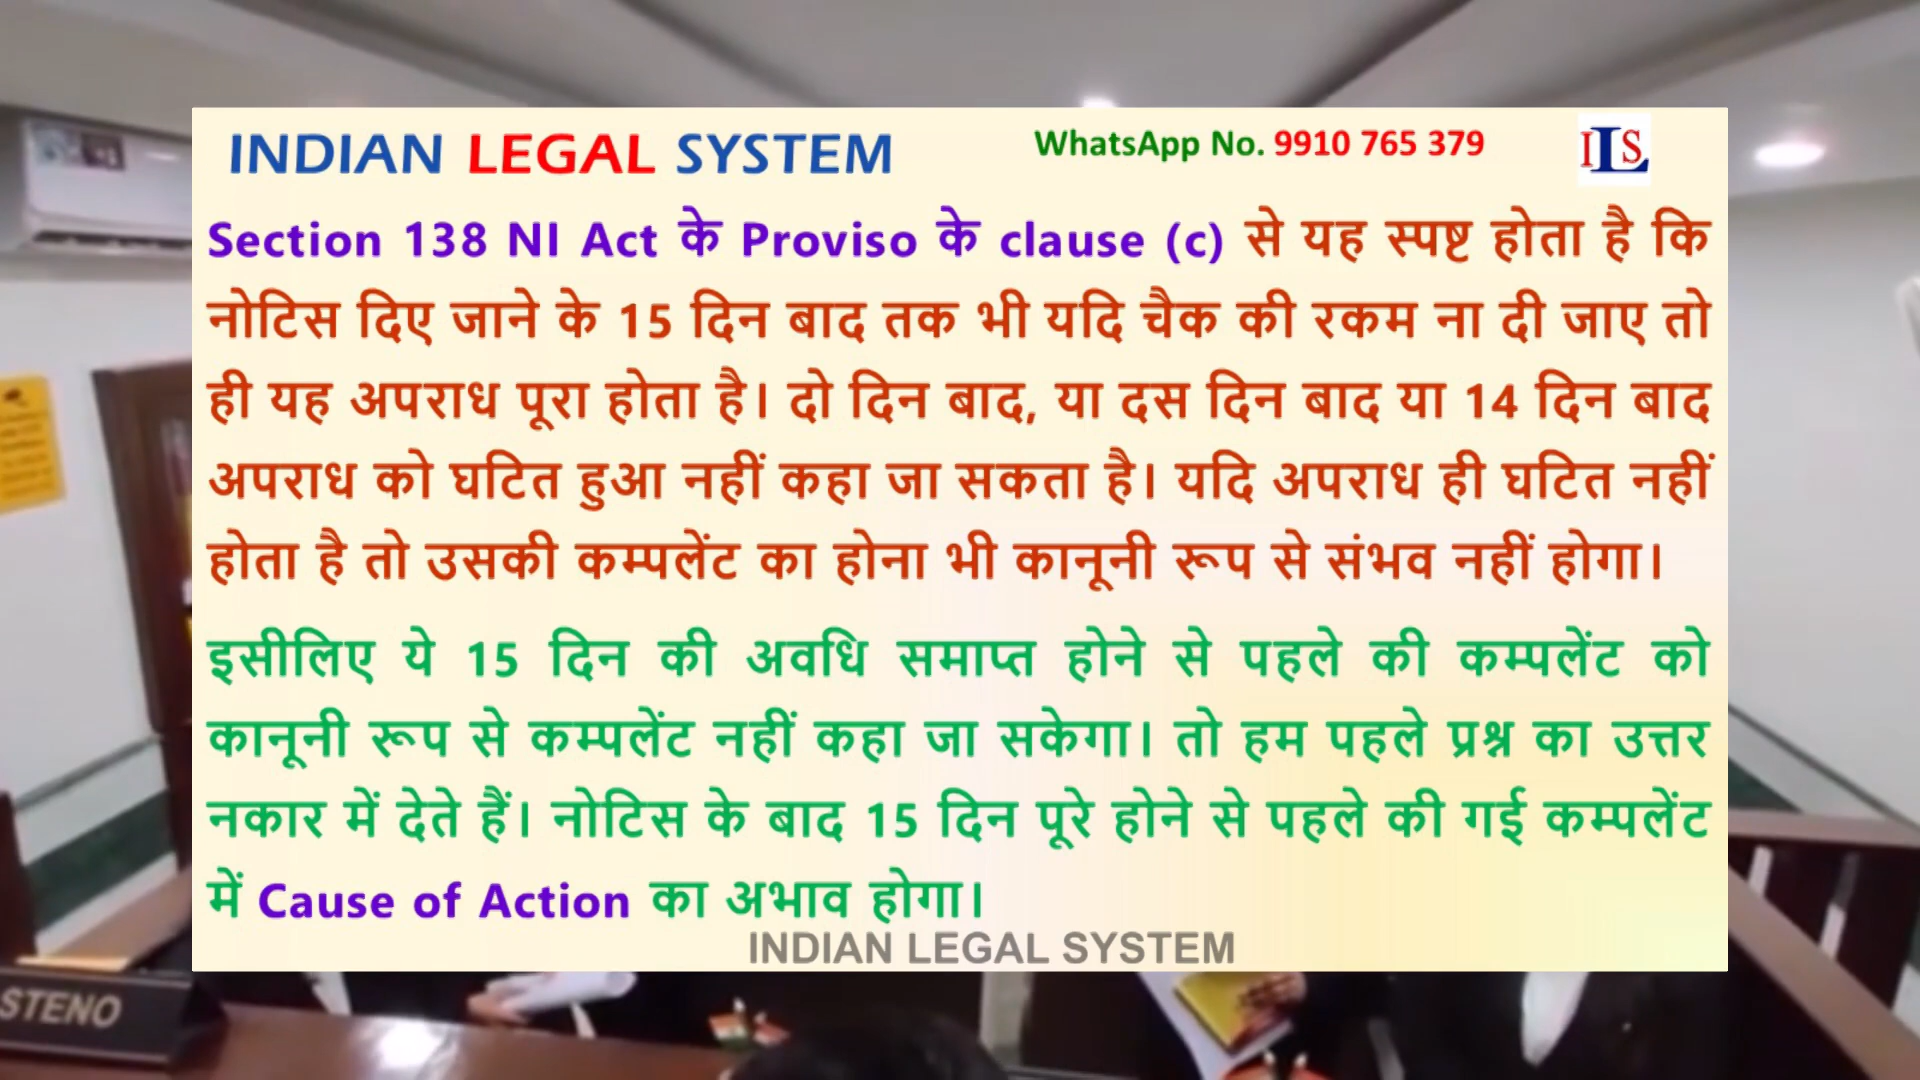 INDIAN LEGAL SYSTEM
WhatsApp No. 9910 765 379
ILS
Section 138 NI Act के Proviso के clause (c) से यह स्पष्ट होता है कि
नोटिस दिए जाने के 15 दिन बाद तक भी यदि चैक की रकम ना दी जाए तो
ही यह अपराध पूरा होता है। दो दिन बाद, या दस दिन बाद या 14 दिन बाद
अपराध को घटित हुआ नहीं कहा जा सकता है। यदि अपराध ही घटित नहीं
होता है तो उसकी कम्पलेंट का होना भी कानूनी रूप से संभव नहीं होगा।
इसीलिए ये 15 दिन की अवधि समाप्त होने से पहले की कम्पलेंट को
कानूनी रूप से कम्पलेंट नहीं कहा जा सकेगा। तो हम पहले प्रश्न का उत्तर
नकार में देते हैं। नोटिस के बाद 15 दिन पूरे होने से पहले की गई कम्पलेंट
में Cause of Action का अभाव होगा।
INDIAN LEGAL SYSTEM
STENO